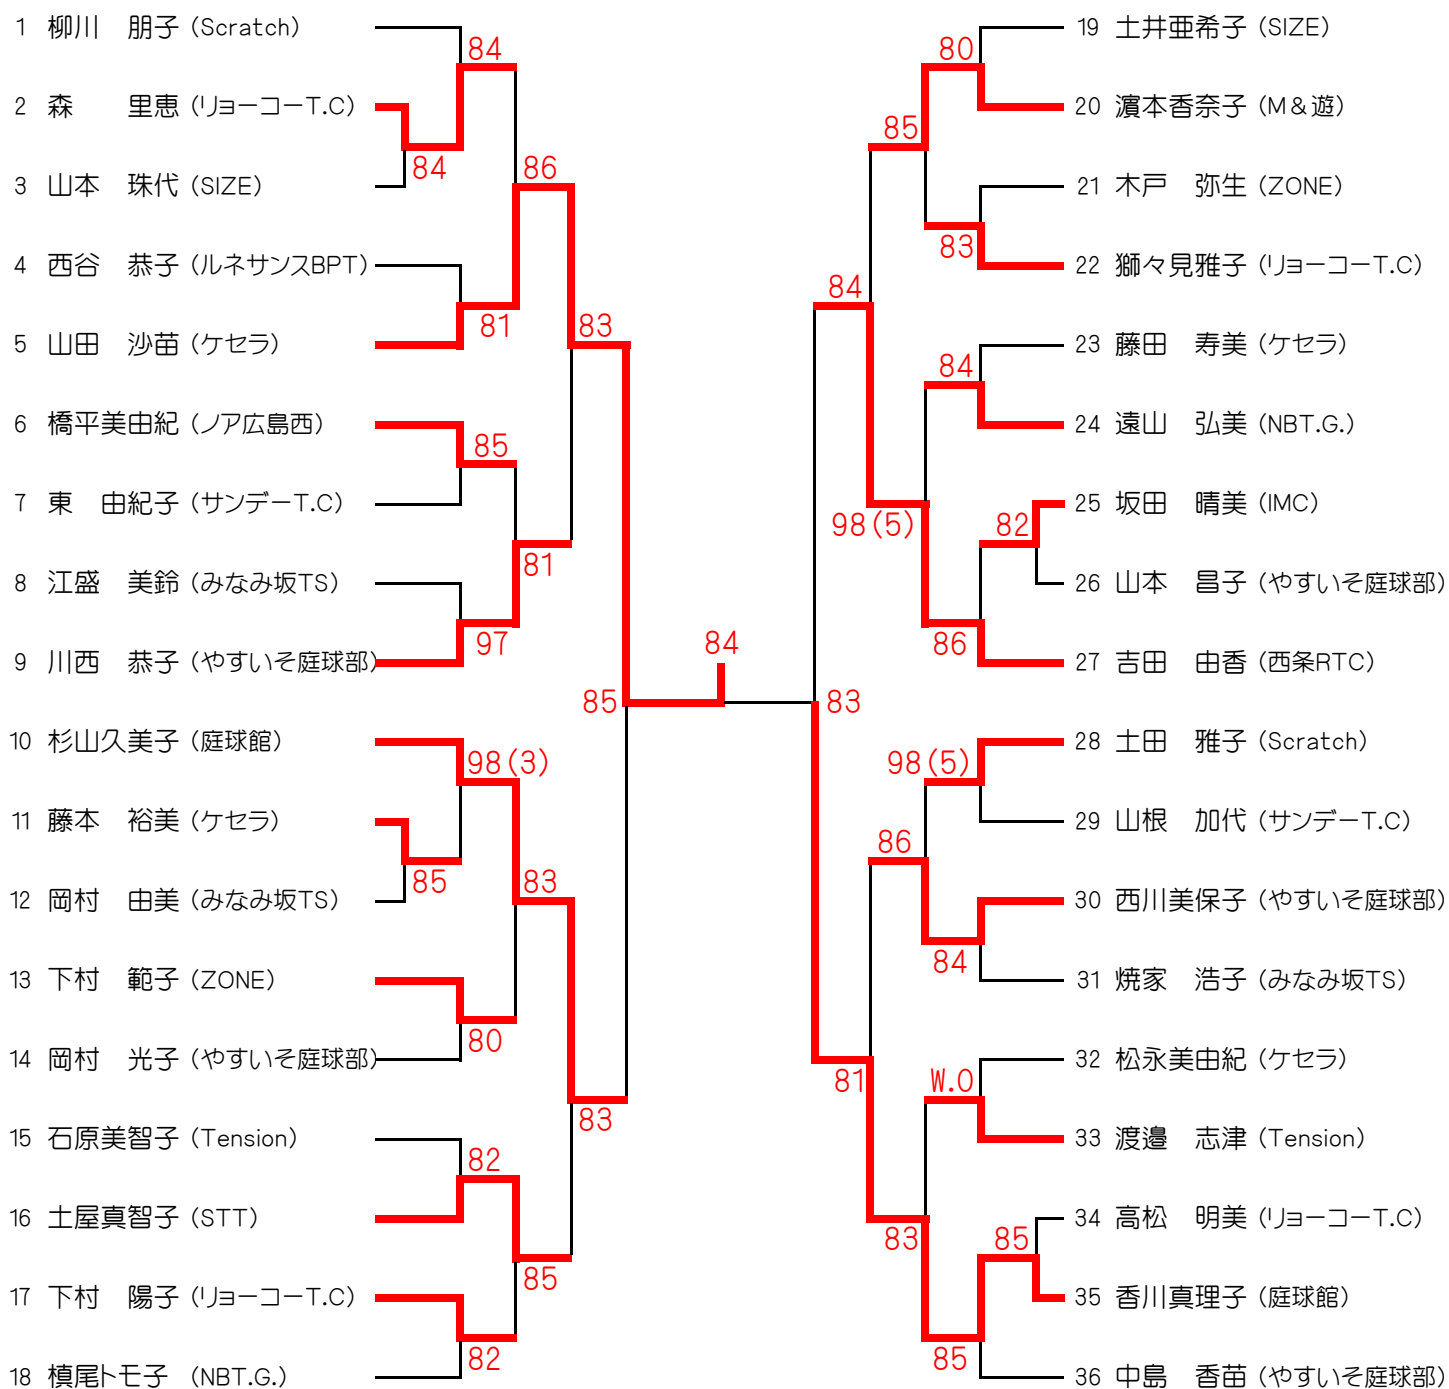 1 柳川 朋子 (Scratch)
84
2 森 里恵 (リョーコーT.C)
84
3 山本 珠代 (SIZE)
86
4 西谷 恭子 (ルネサンスBPT)
81
5 山田 沙苗 (ケセラ)
83
6 橋平美由紀 (ノア広島西)
85
7 東 由紀子 (サンデーT.C)
81
8 江盛 美鈴 (みなみ坂TS)
97
9 川西 恭子 (やすいそ庭球部)
85
10 杉山久美子 (庭球館)
98(3)
11 藤本 裕美 (ケセラ)
85
12 岡村 由美 (みなみ坂TS)
83
13 下村 範子 (ZONE)
80
14 岡村 光子 (やすいそ庭球部)
83
15 石原美智子 (Tension)
82
16 土屋真智子 (STT)
85
17 下村 陽子 (リョーコーT.C)
82
18 槙尾トモ子 (NBT.G.)
84
19 土井亜希子 (SIZE)
80
20 濵本香奈子 (M&遊)
85
21 木戸 弥生 (ZONE)
83
22 獅々見雅子 (リョーコーT.C)
84
23 藤田 寿美 (ケセラ)
84
24 遠山 弘美 (NBT.G.)
98(5)
25 坂田 晴美 (IMC)
82
26 山本 昌子 (やすいそ庭球部)
86
27 吉田 由香 (西条RTC)
83
28 土田 雅子 (Scratch)
98(5)
29 山根 加代 (サンデーT.C)
86
30 西川美保子 (やすいそ庭球部)
84
31 焼家 浩子 (みなみ坂TS)
81
32 松永美由紀 (ケセラ)
W.O
33 渡邉 志津 (Tension)
83
34 高松 明美 (リョーコーT.C)
85
35 香川真理子 (庭球館)
85
36 中島 香苗 (やすいそ庭球部)